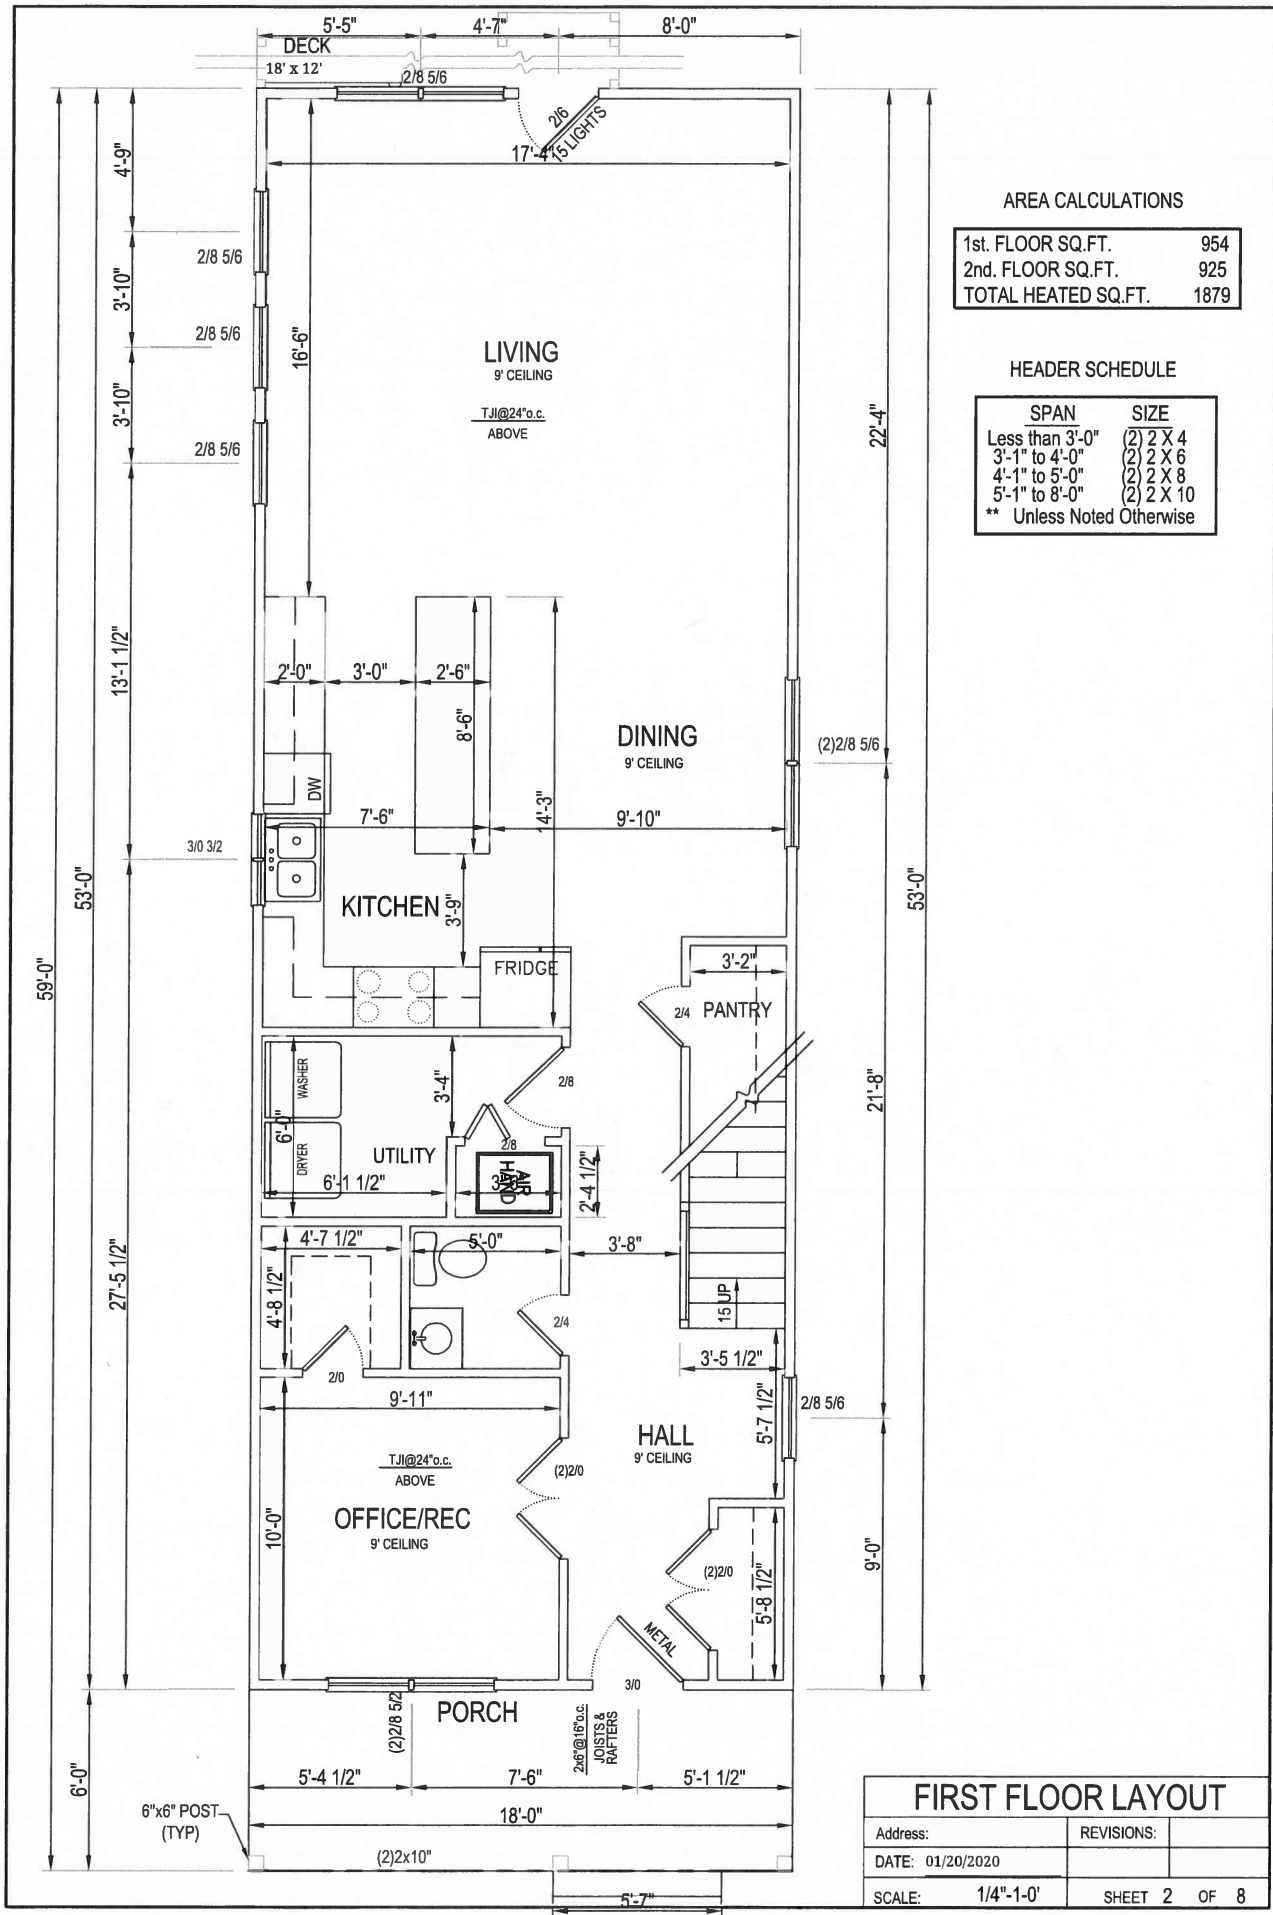 5'-5"
4'-7"
8'-0"
DECK
18' x 12'
2/8 5/6
2/6
15 LIGHTS
17'-4"
4'-9"
2/8 5/6
3'-10"
2/8 5/6
3'-10"
2/8 5/6
16'-6"
LIVING
9' CEILING
TJI@24"o.c.
ABOVE
22'-4"
AREA CALCULATIONS
1st. FLOOR SQ.FT. 954
2nd. FLOOR SQ.FT. 925
TOTAL HEATED SQ.FT. 1879
HEADER SCHEDULE
SPAN SIZE
Less than 3'-0" (2) 2 X 4
3'-1" to 4'-0" (2) 2 X 6
4'-1" to 5'-0" (2) 2 X 8
5'-1" to 8'-0" (2) 2 X 10
** Unless Noted Otherwise
13'-1 1/2"
2'-0"
3'-0"
2'-6"
8'-6"
DINING
9' CEILING
(2)2/8 5/6
DW
7'-6"
14'-3"
9'-10"
3/0 3/2
59'-0"
53'-0"
53'-0"
KITCHEN
3'-9"
FRIDGE
3'-2"
2/4
PANTRY
WASHER
3'-4"
2/8
21'-8"
6'-0"
DRYER
UTILITY
2/8
AIR
HAND
6'-1 1/2"
2'-4 1/2"
4'-7 1/2"
5'-0"
3'-8"
27'-5 1/2"
4'-8 1/2"
15 UP
2/4
3'-5 1/2"
2/0
9'-11"
5'-7 1/2"
2/8 5/6
TJI@24"o.c.
ABOVE
HALL
9' CEILING
(2)2/0
OFFICE/REC
9' CEILING
10'-0"
9'-0"
(2)2/0
5'-8 1/2"
METAL
3/0
PORCH
(2)2/8 5/2
2x6"@16"o.c.
JOISTS &
RAFTERS
6'-0"
5'-4 1/2"
7'-6"
5'-1 1/2"
18'-0"
6"x6" POST
(TYP)
(2)2x10"
5'-7"
FIRST FLOOR LAYOUT
Address:
REVISIONS:
DATE: 01/20/2020
SCALE: 1/4"-1-0'
SHEET 2 OF 8